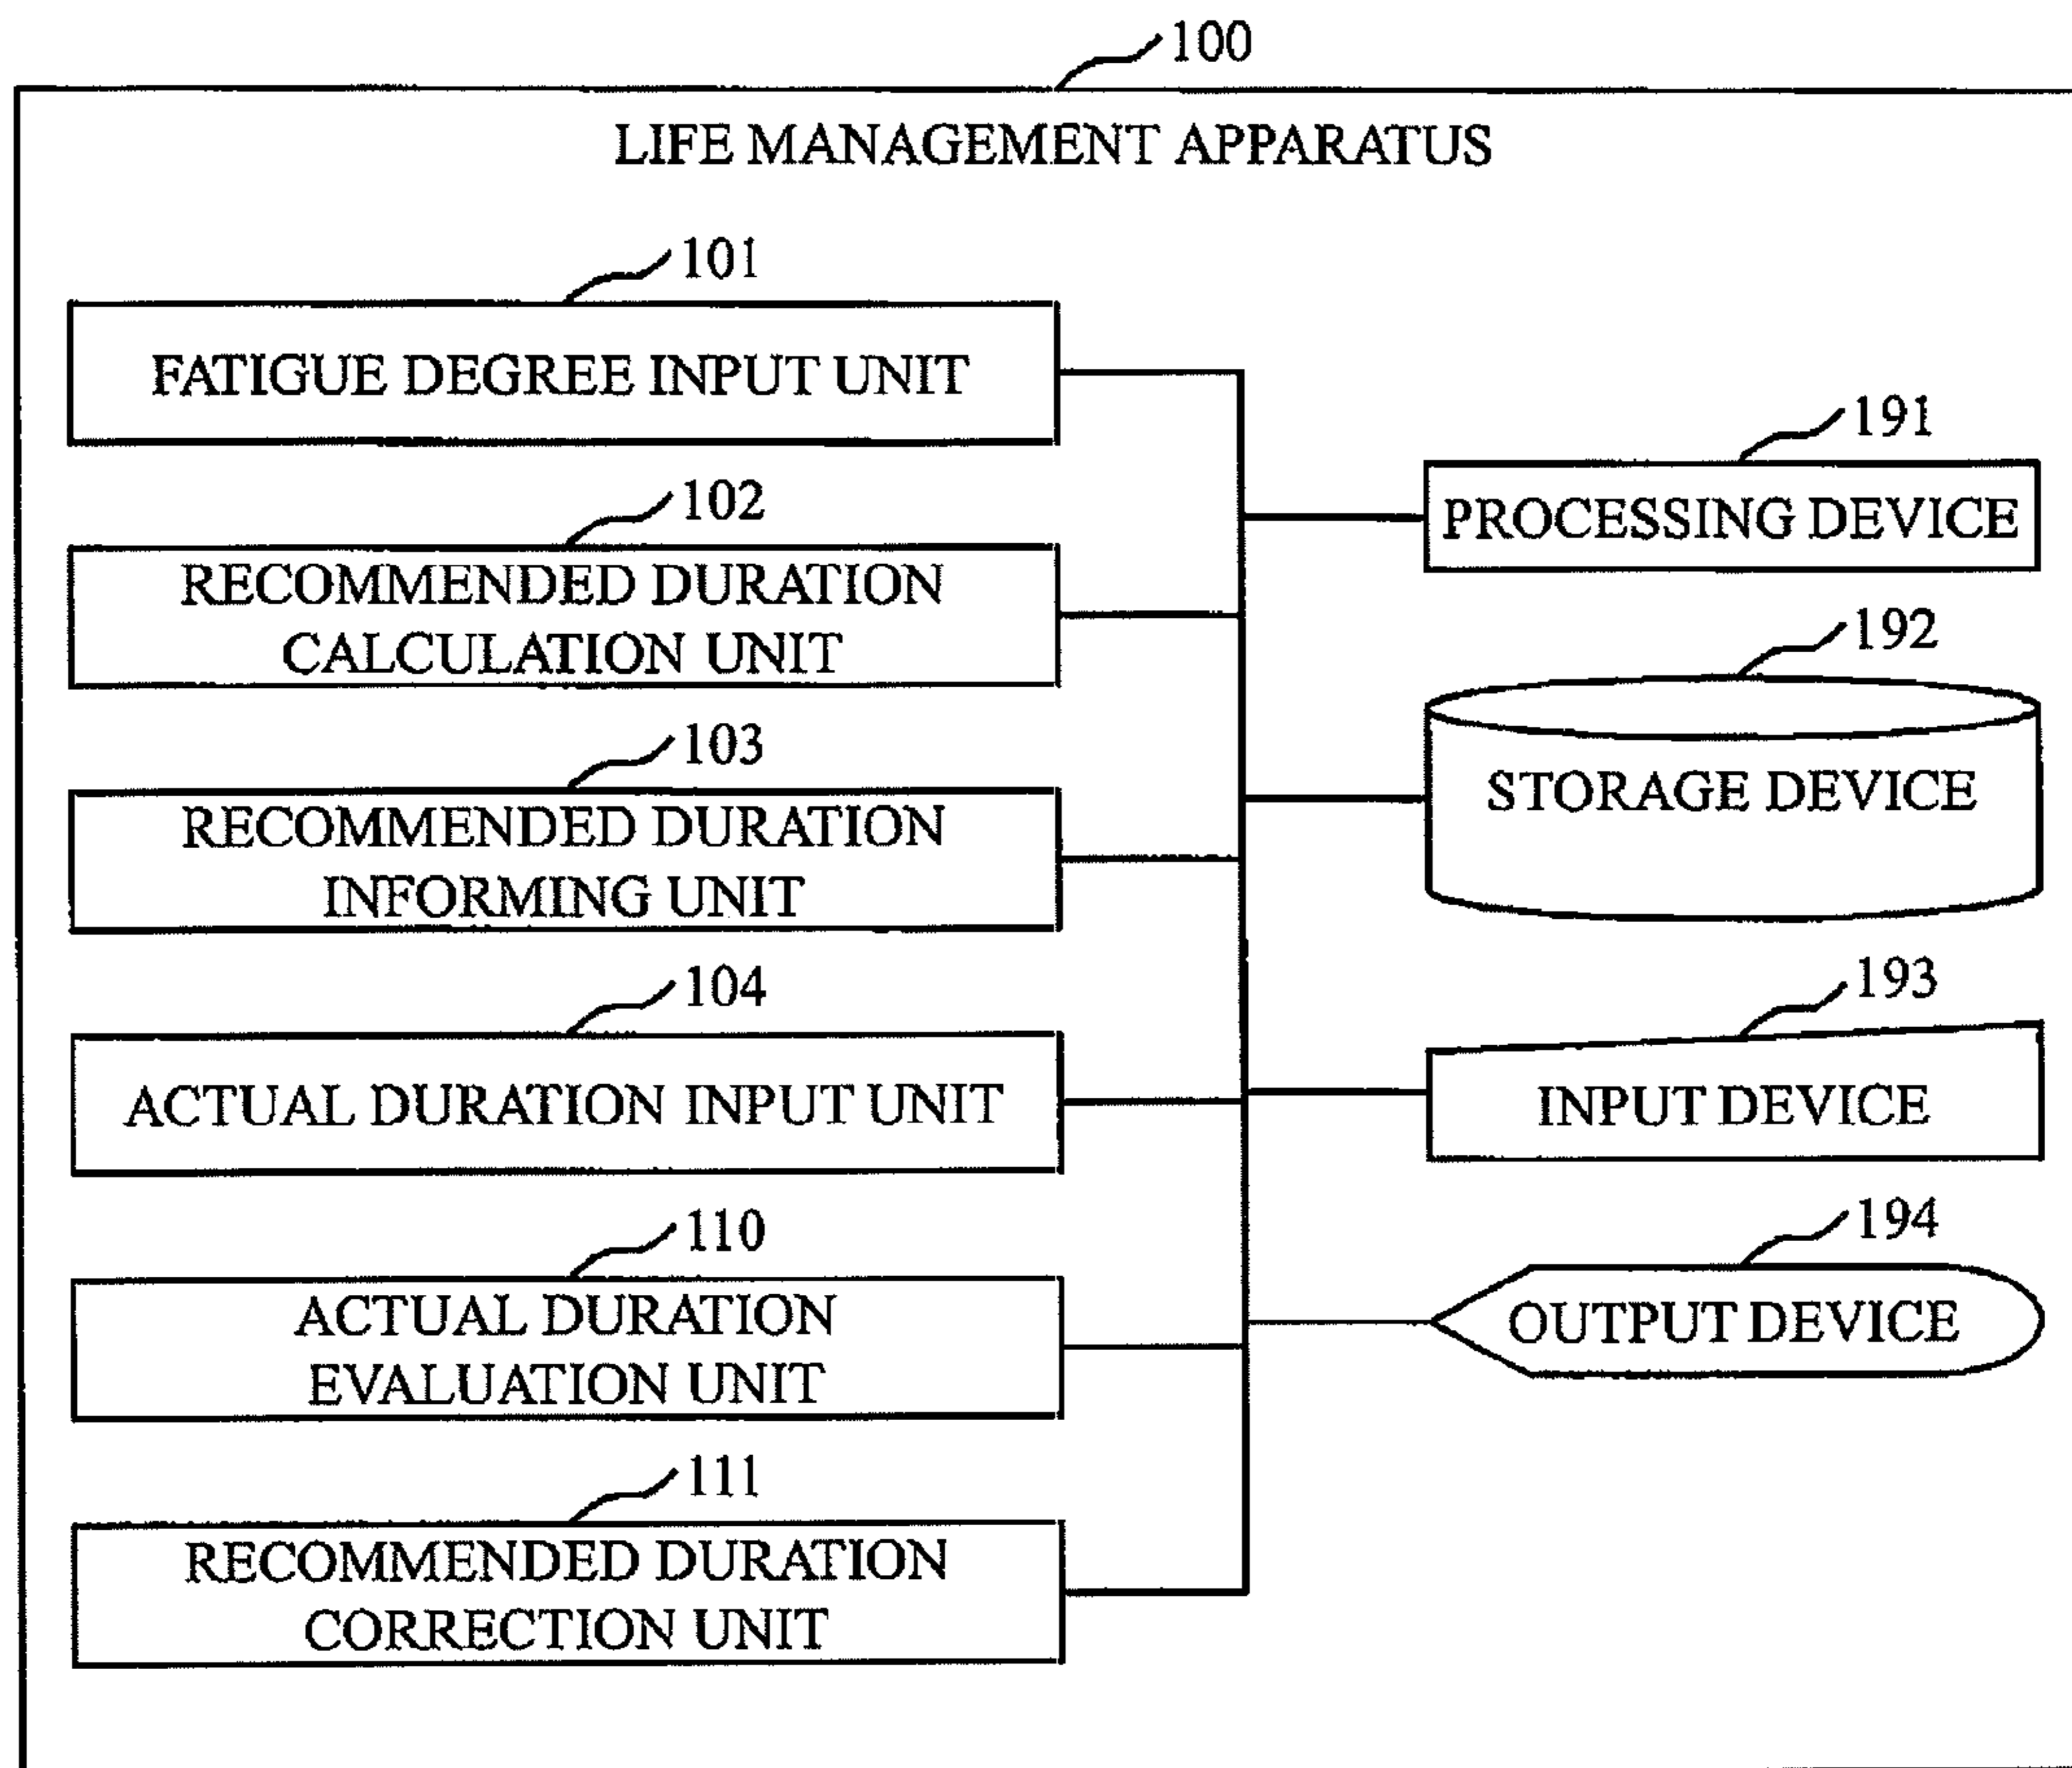 100
LIFE MANAGEMENT APPARATUS
101
FATIGUE DEGREE INPUT UNIT
102
RECOMMENDED DURATION
CALCULATION UNIT
103
RECOMMENDED DURATION
INFORMING UNIT
104
ACTUAL DURATION INPUT UNIT
110
ACTUAL DURATION
EVALUATION UNIT
111
RECOMMENDED DURATION
CORRECTION UNIT
191
PROCESSING DEVICE
192
STORAGE DEVICE
193
INPUT DEVICE
194
OUTPUT DEVICE